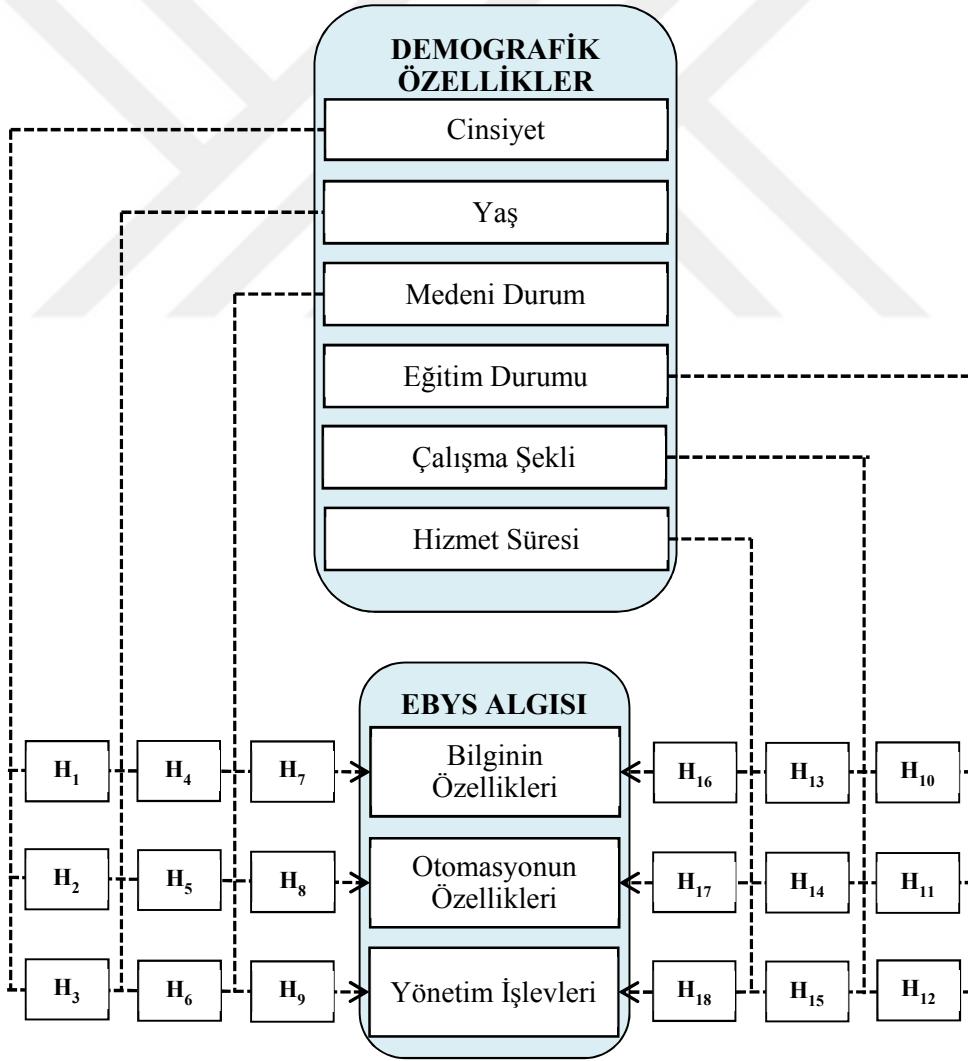 DEMOGRAFİK
ÖZELLİKLER
Cinsiyet
Yaş
Medeni Durum
Eğitim Durumu
Çalışma Şekli
Hizmet Süresi
EBYS ALGISI
H₁ H₄ H₇ Bilginin H₁₆ H₁₃ H₁₀
Özellikleri
H₂ H₅ H₈ Otomasyonun H₁₇ H₁₄ H₁₁
Özellikleri
H₃ H₆ H₉ Yönetim İşlevleri H₁₈ H₁₅ H₁₂